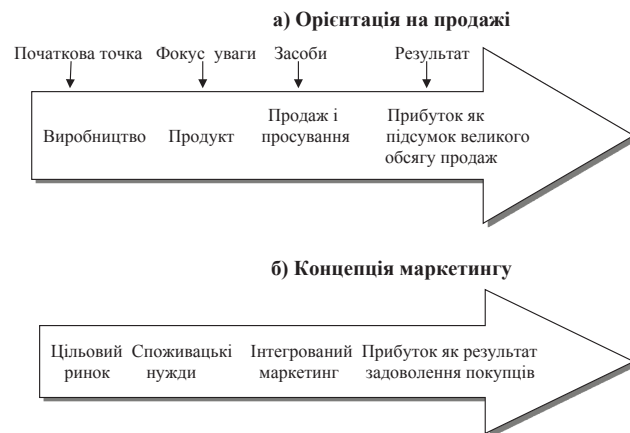 а) Орієнтація на продажі
Початкова точка Фокус уваги Засоби Результат
Виробництво Продукт Продаж і просування Прибуток як підсумок великого обсягу продаж
б) Концепція маркетингу
Цільовий ринок Споживацькі нужди Інтегрований маркетинг Прибуток як результат задоволення покупців